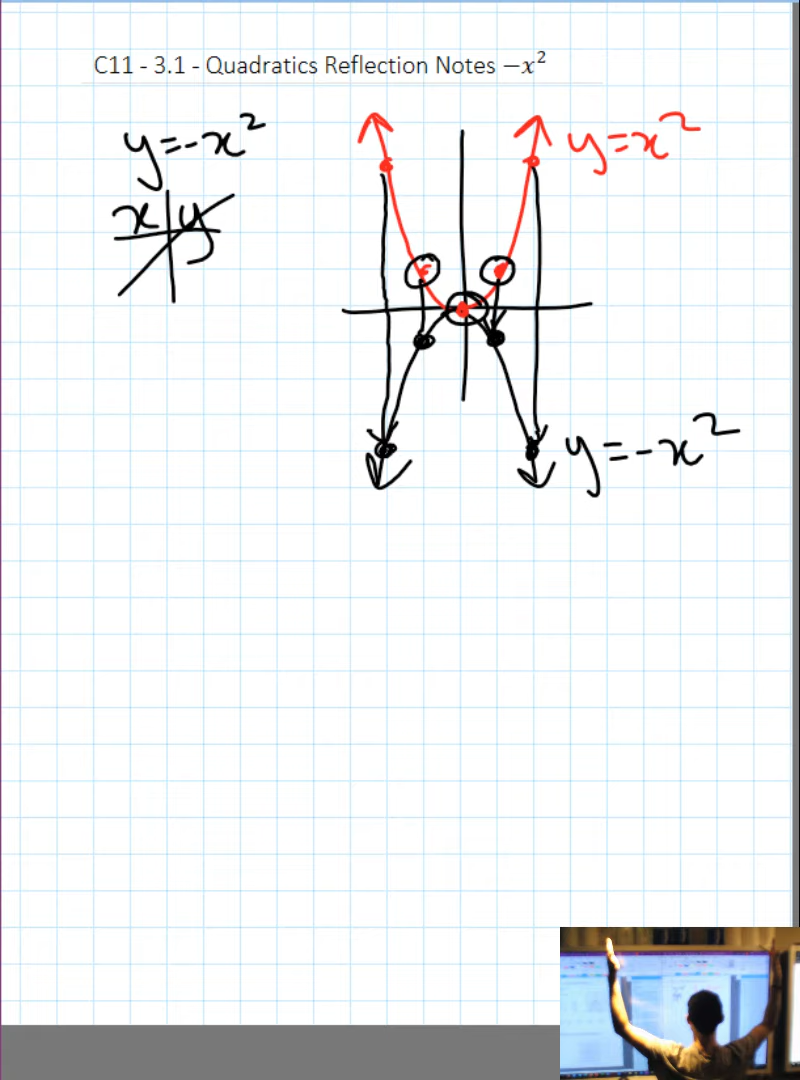 C11 - 3.1 - Quadratics Reflection Notes −x²
y=-x²
x | y
y=x²
y=-x²